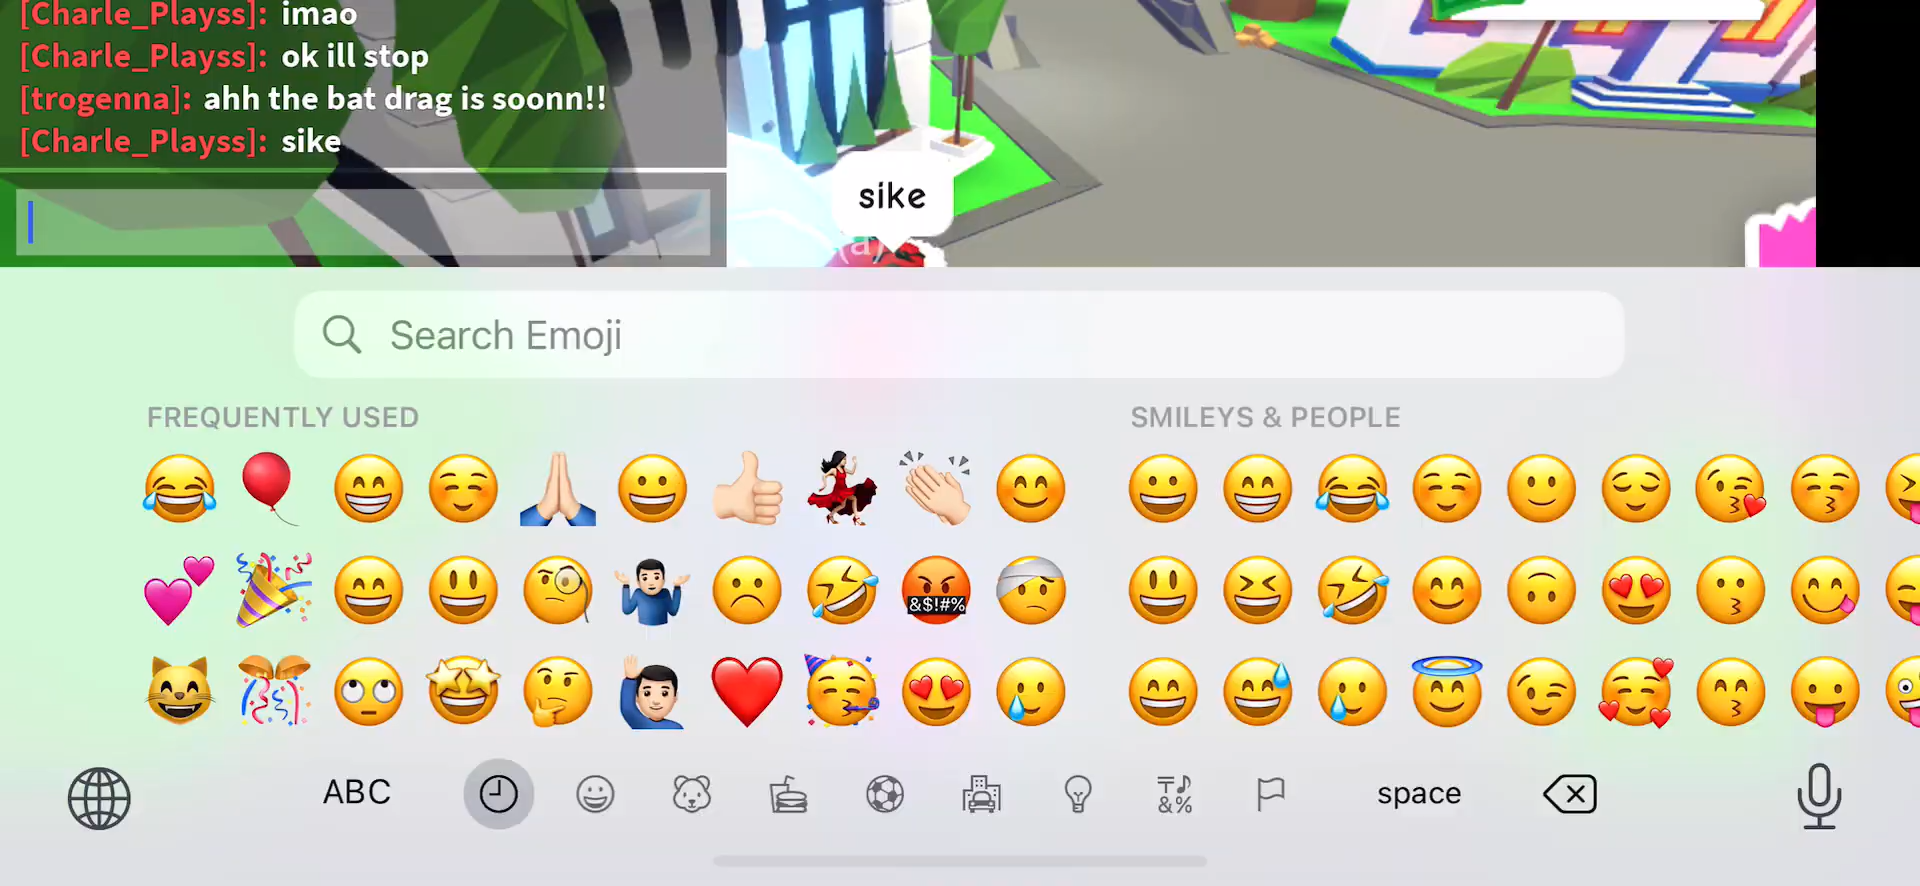 [Charle_Playss]: imao
[Charle_Playss]: ok ill stop
[trogenna]: ahh the bat drag is soonn!!
[Charle_Playss]: sike
sike
(a)
Search Emoji
FREQUENTLY USED
SMILEYS & PEOPLE
&$!#%
ABC
&%
space